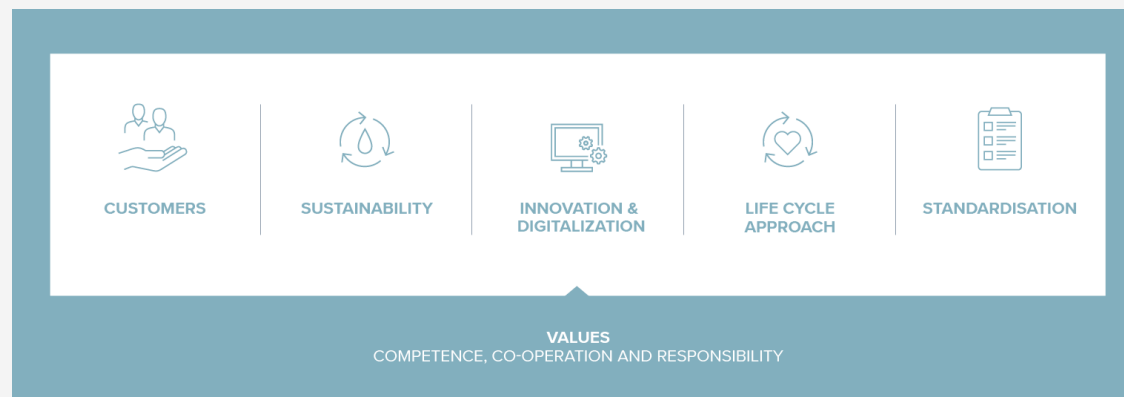 CUSTOMERS
SUSTAINABILITY
INNOVATION &
DIGITALIZATION
LIFE CYCLE
APPROACH
STANDARDISATION
VALUES
COMPETENCE, CO-OPERATION AND RESPONSIBILITY